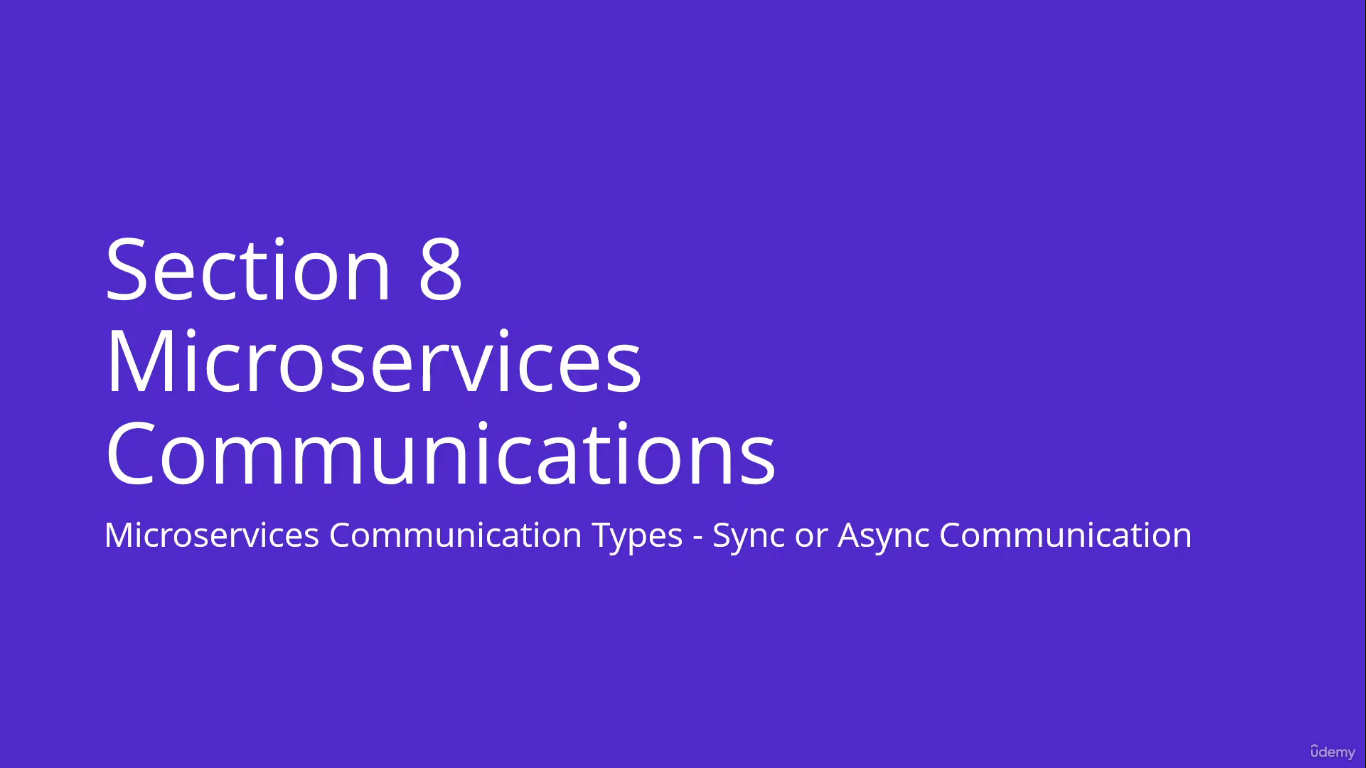 Section 8
Microservices
Communications
Microservices Communication Types - Sync or Async Communication
ûdemy